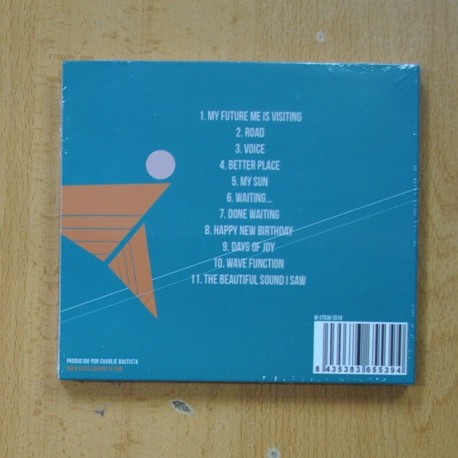 1. MY FUTURE ME IS VISITING
2. ROAD
3. VOICE
4. BETTER PLACE
5. MY SUN
6. WAITING...
7. DONE WAITING
8. HAPPY NEW BIRTHDAY
9. DAYS OF JOY
10. WAVE FUNCTION
11. THE BEAUTIFUL SOUND I SAW
PRODUCIDO POR CHARLIE BAUTISTA
8 435383 655394